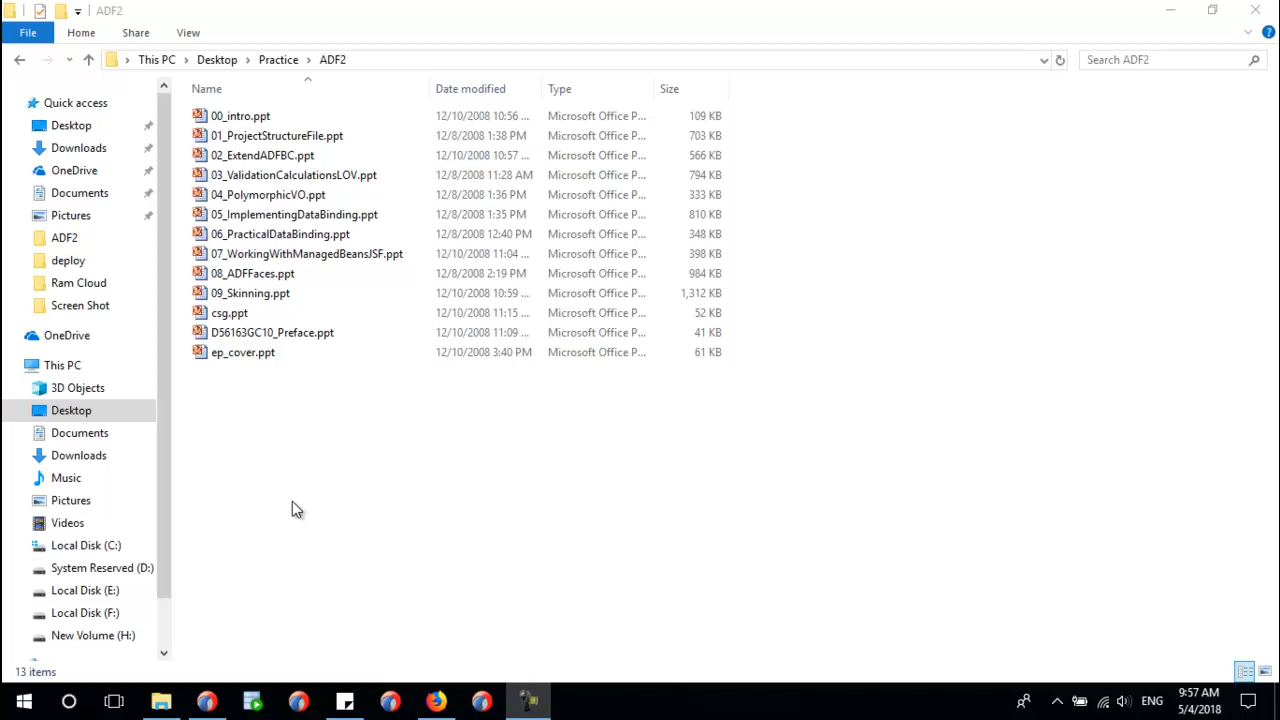 ADF2
File Home Share View
This PC Desktop Practice ADF2 Search ADF2
Name Date modified Type Size
00_intro.ppt 12/10/2008 10:56 ... Microsoft Office P... 109 KB
01_ProjectStructureFile.ppt 12/8/2008 1:38 PM Microsoft Office P... 703 KB
02_ExtendADFBC.ppt 12/10/2008 10:57 ... Microsoft Office P... 566 KB
03_ValidationCalculationsLOV.ppt 12/8/2008 11:28 AM Microsoft Office P... 794 KB
04_PolymorphicVO.ppt 12/8/2008 1:36 PM Microsoft Office P... 333 KB
05_ImplementingDataBinding.ppt 12/8/2008 1:35 PM Microsoft Office P... 810 KB
06_PracticalDataBinding.ppt 12/8/2008 12:40 PM Microsoft Office P... 348 KB
07_WorkingWithManagedBeansJSF.ppt 12/10/2008 11:04 ... Microsoft Office P... 398 KB
08_ADFFaces.ppt 12/8/2008 2:19 PM Microsoft Office P... 984 KB
09_Skinning.ppt 12/10/2008 10:59 ... Microsoft Office P... 1,312 KB
csg.ppt 12/10/2008 11:15 ... Microsoft Office P... 52 KB
D56163GC10_Preface.ppt 12/10/2008 11:09 ... Microsoft Office P... 41 KB
ep_cover.ppt 12/10/2008 3:40 PM Microsoft Office P... 61 KB
Quick access
Desktop
Downloads
OneDrive
Documents
Pictures
ADF2
deploy
Ram Cloud
Screen Shot
OneDrive
This PC
3D Objects
Desktop
Documents
Downloads
Music
Pictures
Videos
Local Disk (C:)
System Reserved (D:)
Local Disk (E:)
Local Disk (F:)
New Volume (H:)
13 items
ENG
9:57 AM
5/4/2018